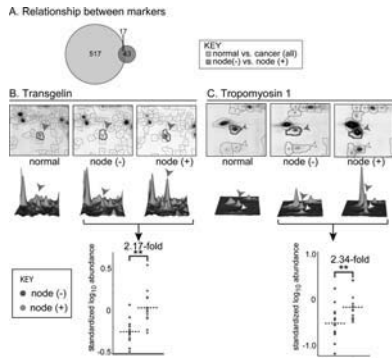 A. Relationship between markers
17
517
43
KEY
normal vs. cancer (all)
node(-) vs. node (+)
B. Transgelin
C. Tropomyosin 1
normal
node (-)
node (+)
normal
node (-)
node (+)
KEY
node (-)
node (+)
standardized log10 abundance
0.5
0
-0.5
2.17-fold
**
standardized log10 abundance
1.0
0
-1.0
2.34-fold
**